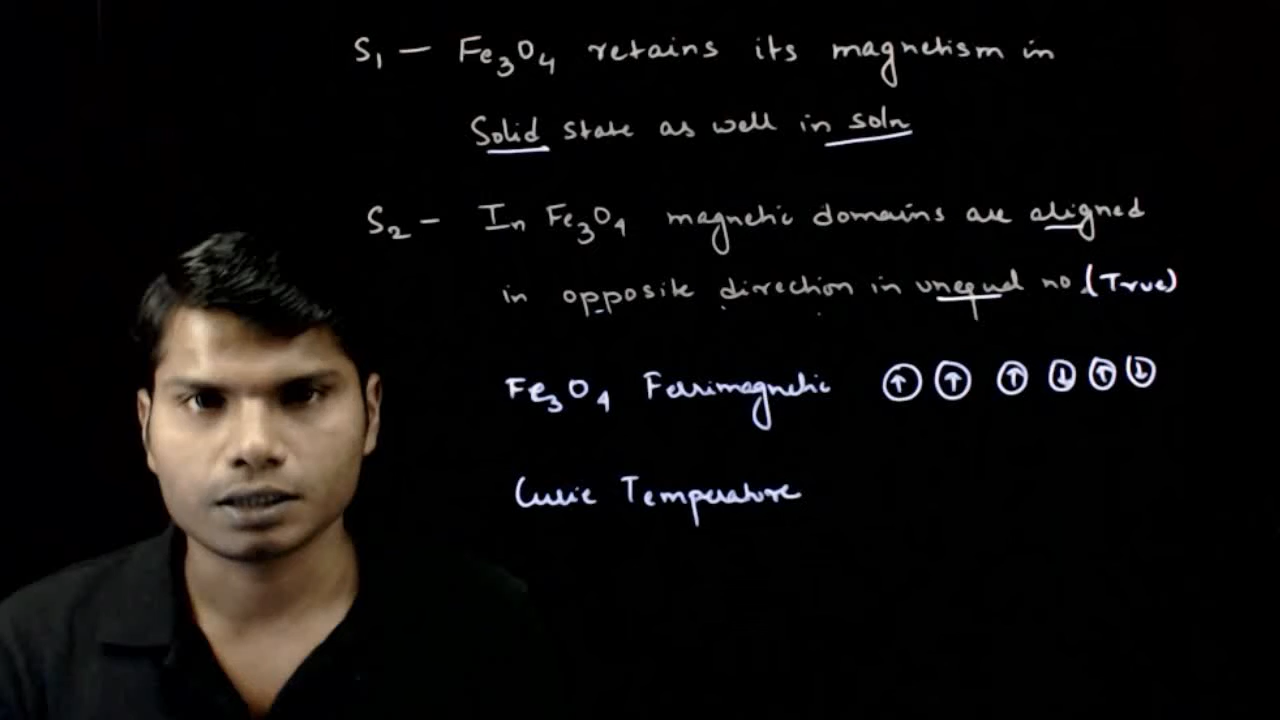 S₁ – Fe₃O₄ retains its magnetism in
Solid state as well in soln
S₂ – In Fe₃O₄ magnetic domains are aligned
in opposite direction in unequal no. (True)
Fe₃O₄ Ferrimagnetic ↑ ↑ ↑ ↓ ↑ ↓
Curie Temperature